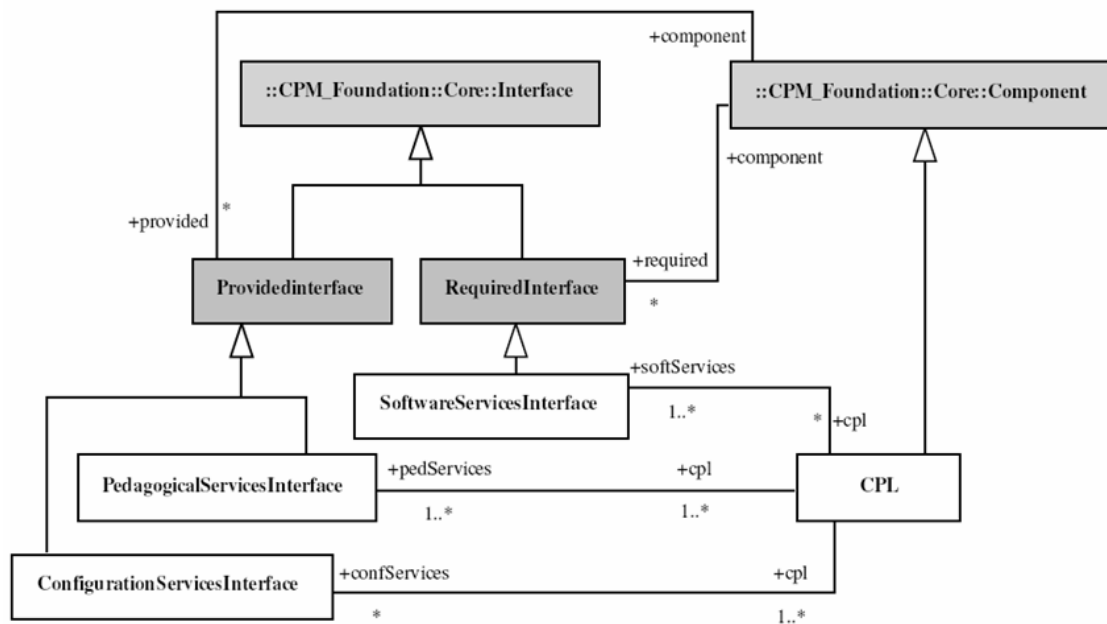 +component
::CPM_Foundation::Core::Interface
::CPM_Foundation::Core::Component
+component
+provided
*
+required
*
Providedinterface
RequiredInterface
+softServices
1..*
*
+cpl
SoftwareServicesInterface
+pedServices
1..*
+cpl
1..*
PedagogicalServicesInterface
CPL
+confServices
*
+cpl
1..*
ConfigurationServicesInterface